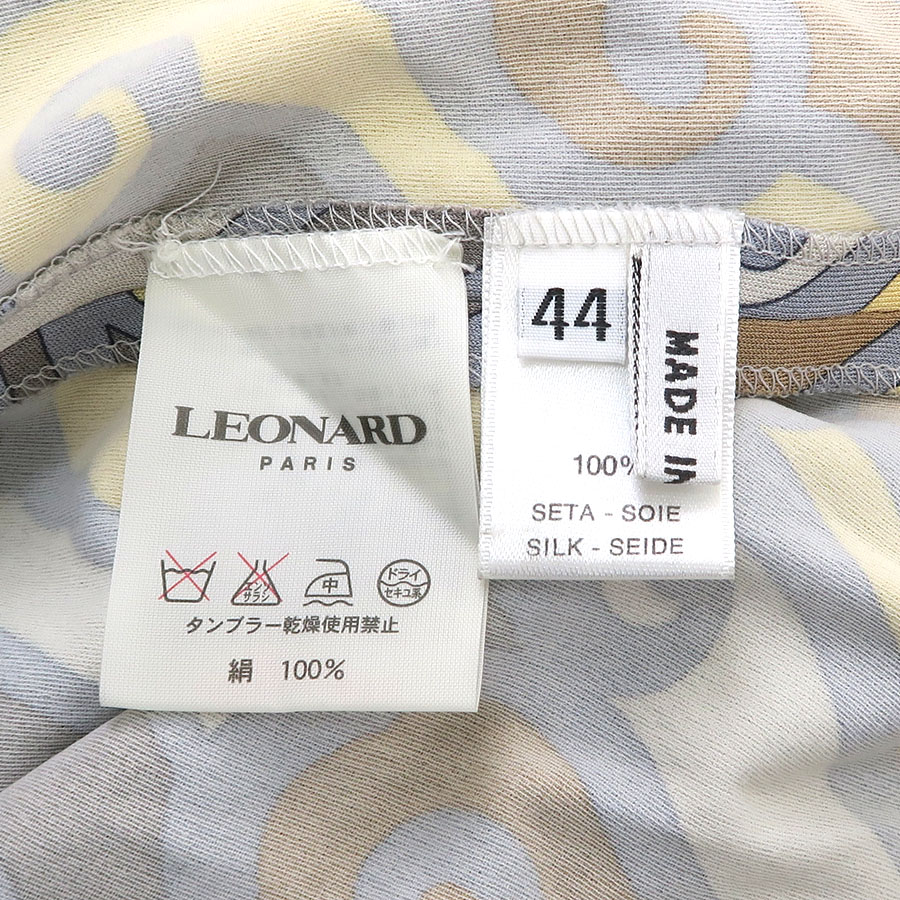 LEONARD
PARIS
エンソ
サラシ
中
ドライ
セキユ系
タンブラー乾燥使用禁止
絹 100%
44
MADE IN
100%
SETA - SOIE
SILK - SEIDE